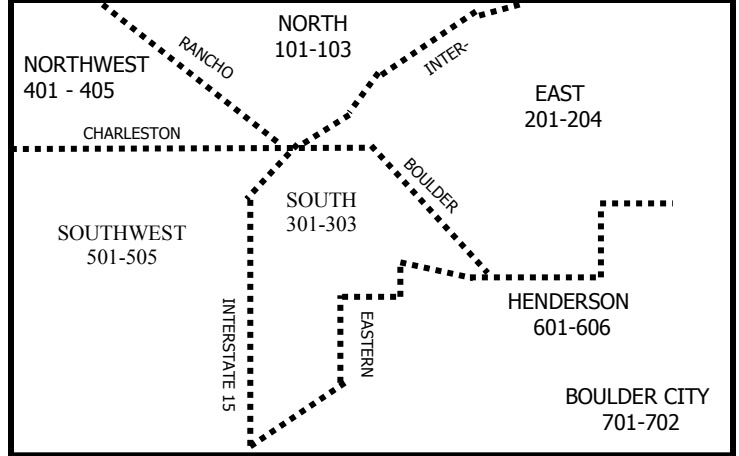 NORTH
101-103
RANCHO
INTER-
NORTHWEST
401 - 405
EAST
201-204
CHARLESTON
BOULDER
SOUTH
301-303
SOUTHWEST
501-505
HENDERSON
601-606
INTERSTATE 15
EASTERN
BOULDER CITY
701-702